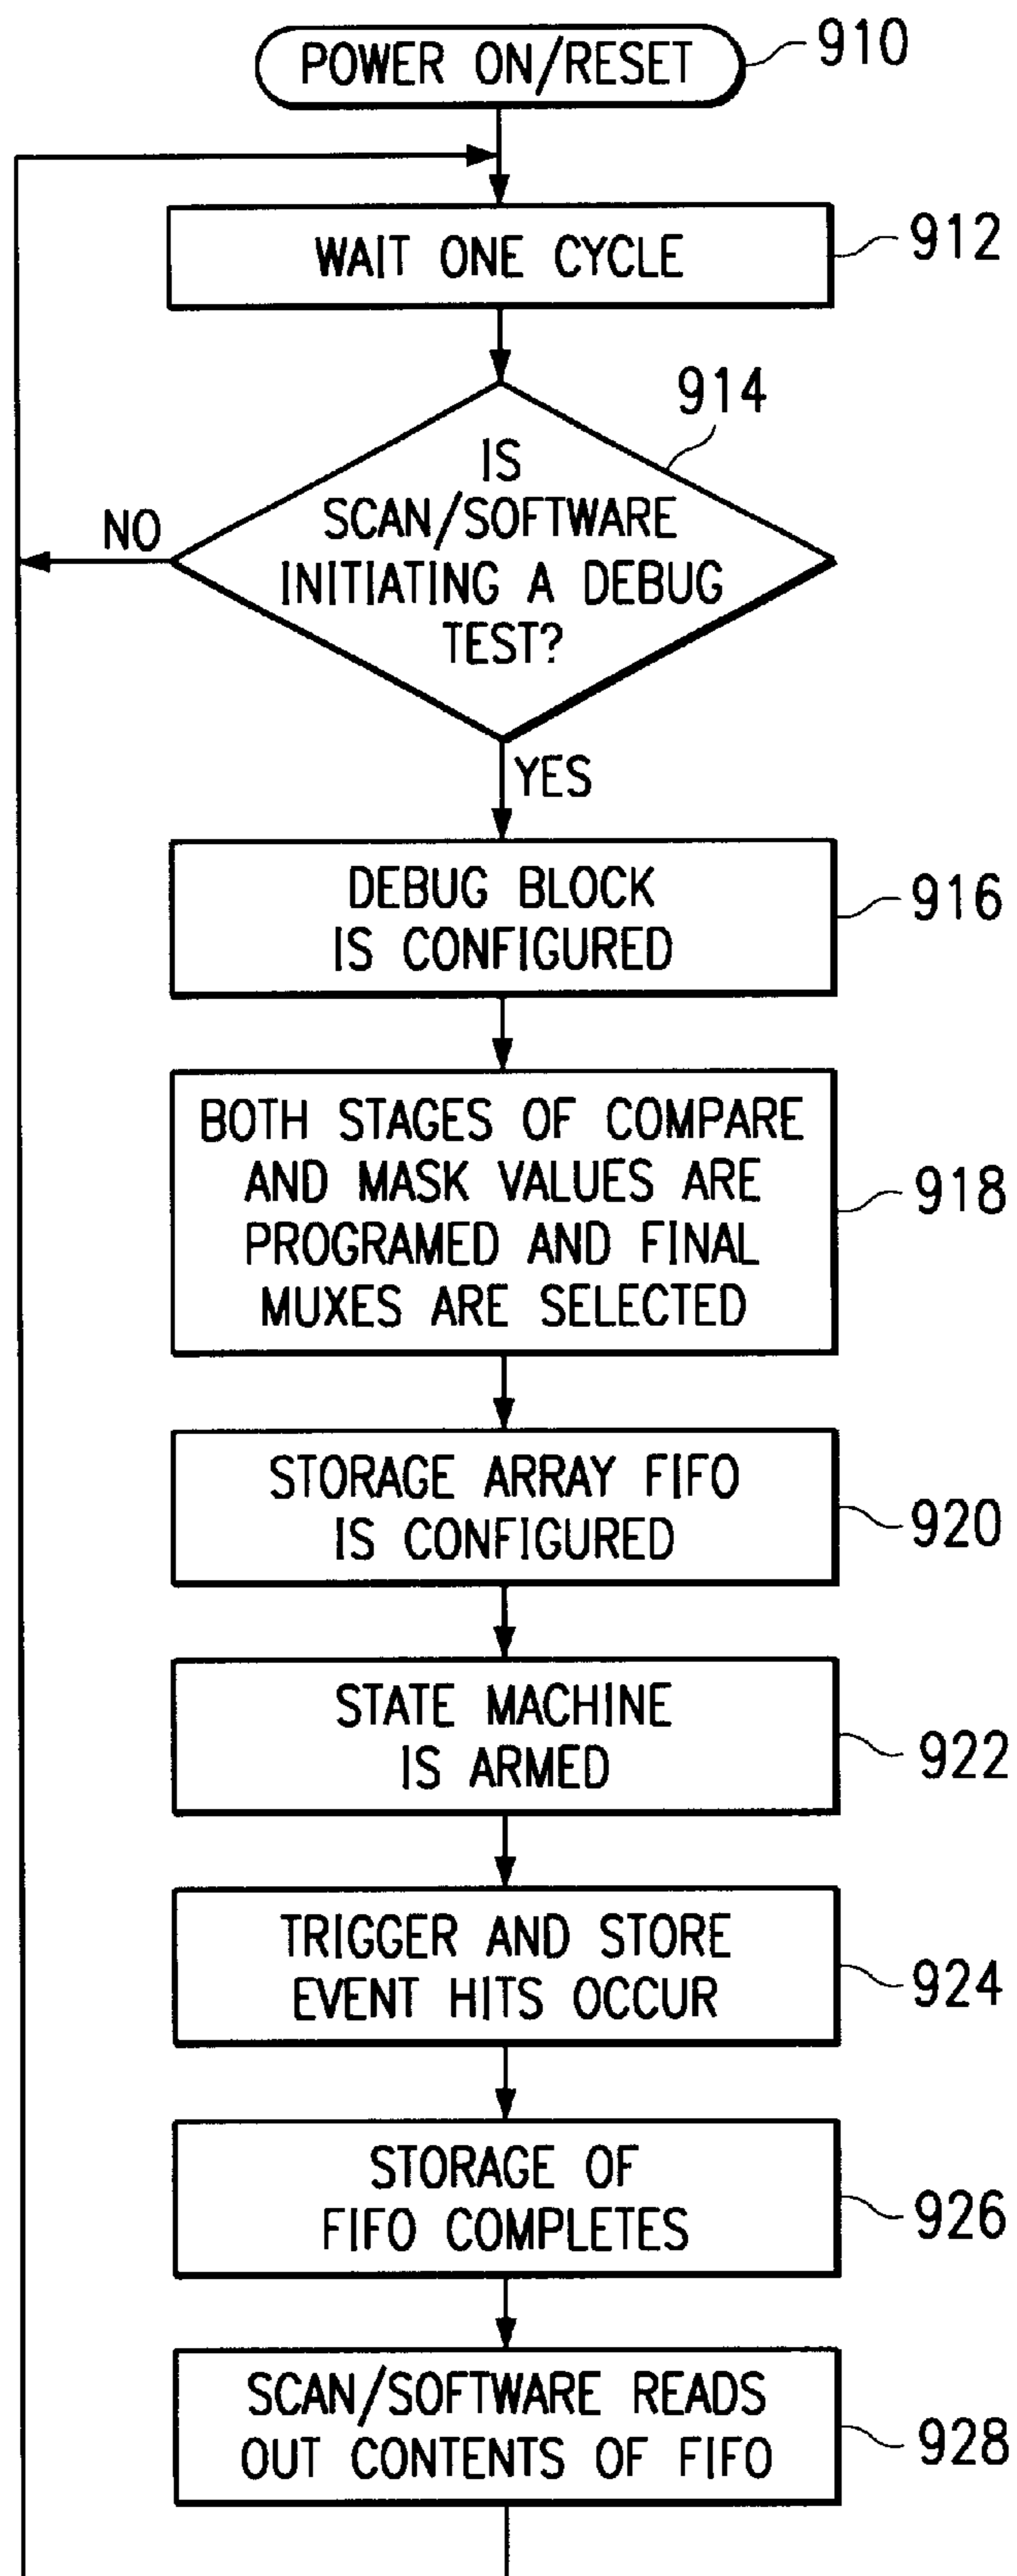 POWER ON/RESET
910
WAIT ONE CYCLE
912
914
IS
SCAN/SOFTWARE
INITIATING A DEBUG
TEST?
NO
YES
DEBUG BLOCK
IS CONFIGURED
916
BOTH STAGES OF COMPARE
AND MASK VALUES ARE
PROGRAMED AND FINAL
MUXES ARE SELECTED
918
STORAGE ARRAY FIFO
IS CONFIGURED
920
STATE MACHINE
IS ARMED
922
TRIGGER AND STORE
EVENT HITS OCCUR
924
STORAGE OF
FIFO COMPLETES
926
SCAN/SOFTWARE READS
OUT CONTENTS OF FIFO
928